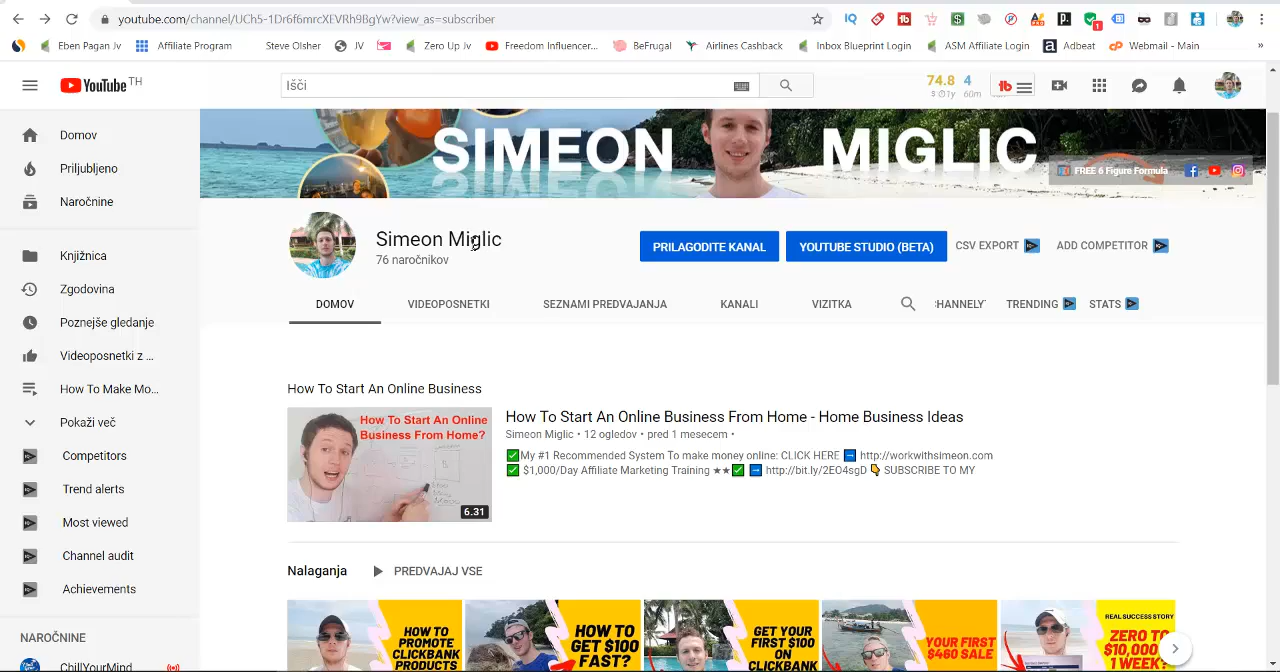 youtube.com/channel/UCh5-1Dr6f6mrcXEVRh9BgYw?view_as=subscriber
Eben Pagan Jv
Affiliate Program
Steve Olsher
JV
Zero Up Jv
Freedom Influencer...
BeFrugal
Airlines Cashback
Inbox Blueprint Login
ASM Affiliate Login
Adbeat
Webmail - Main
»
YouTube TH
Išči
74.8 4
1y 60m
tb
SIMEON MIGLIC
FREE 6 Figure Formula
Domov
Priljubljeno
Naročnine
Knjižnica
Zgodovina
Poznejše gledanje
Videoposnetki z ...
How To Make Mo...
Pokaži več
Competitors
Trend alerts
Most viewed
Channel audit
Achievements
NAROČNINE
ChillYourMind
Simeon Miglic
76 naročnikov
PRILAGODITE KANAL
YOUTUBE STUDIO (BETA)
CSV EXPORT
ADD COMPETITOR
DOMOV
VIDEOPOSNETKI
SEZNAMI PREDVAJANJA
KANALI
VIZITKA
CHANNELY
TRENDING
STATS
How To Start An Online Business
How To Start An Online
Business From Home?
6.31
How To Start An Online Business From Home - Home Business Ideas
Simeon Miglic • 12 ogledov • pred 1 mesecem •
✅My #1 Recommended System To make money online: CLICK HERE ➡ http://workwithsimeon.com
✅ $1,000/Day Affiliate Marketing Training ★★✅ ➡ http://bit.ly/2EO4sgD 👇 SUBSCRIBE TO MY
Nalaganja
PREDVAJAJ VSE
HOW TO
PROMOTE
CLICKBANK
PRODUCTS
HOW TO
GET $100
FAST?
GET YOUR
FIRST $100
ON
CLICKBANK
YOUR FIRST
$460 SALE
REAL SUCCESS STORY
ZERO TO
$10,000
1 WEEK